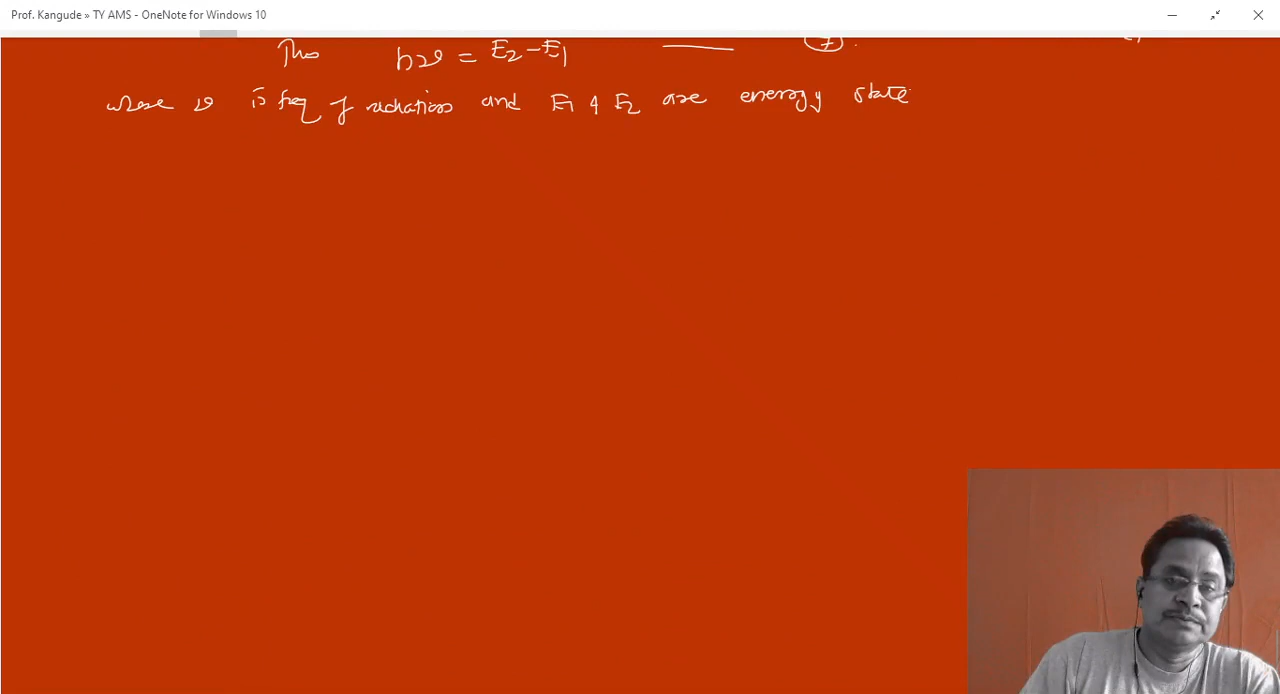 Prof. Kangude » TY AMS - OneNote for Windows 10
Thus hν = E2 - E1 (7).
where ν is freq of radiations and E1 & E2 are energy state